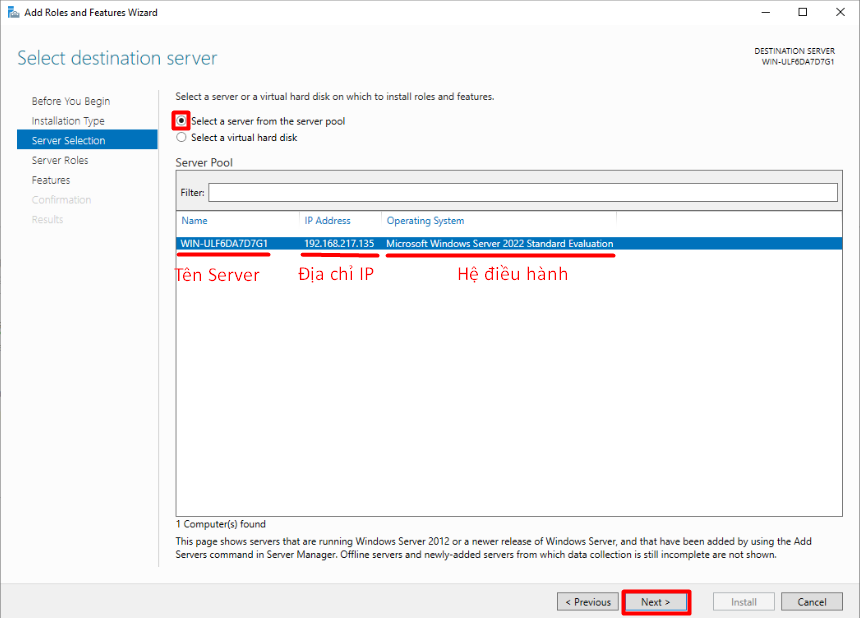 Add Roles and Features Wizard
Select destination server
DESTINATION SERVER
WIN-ULF6DA7D7G1
Before You Begin
Installation Type
Server Selection
Server Roles
Features
Confirmation
Results
Select a server or a virtual hard disk on which to install roles and features.
Select a server from the server pool
Select a virtual hard disk
Server Pool
Filter:
Name IP Address Operating System
WIN-ULF6DA7D7G1 192.168.217.135 Microsoft Windows Server 2022 Standard Evaluation
Tên Server Địa chỉ IP Hệ điều hành
1 Computer(s) found
This page shows servers that are running Windows Server 2012 or a newer release of Windows Server, and that have been added by using the Add
Servers command in Server Manager. Offline servers and newly-added servers from which data collection is still incomplete are not shown.
< Previous Next > Install Cancel